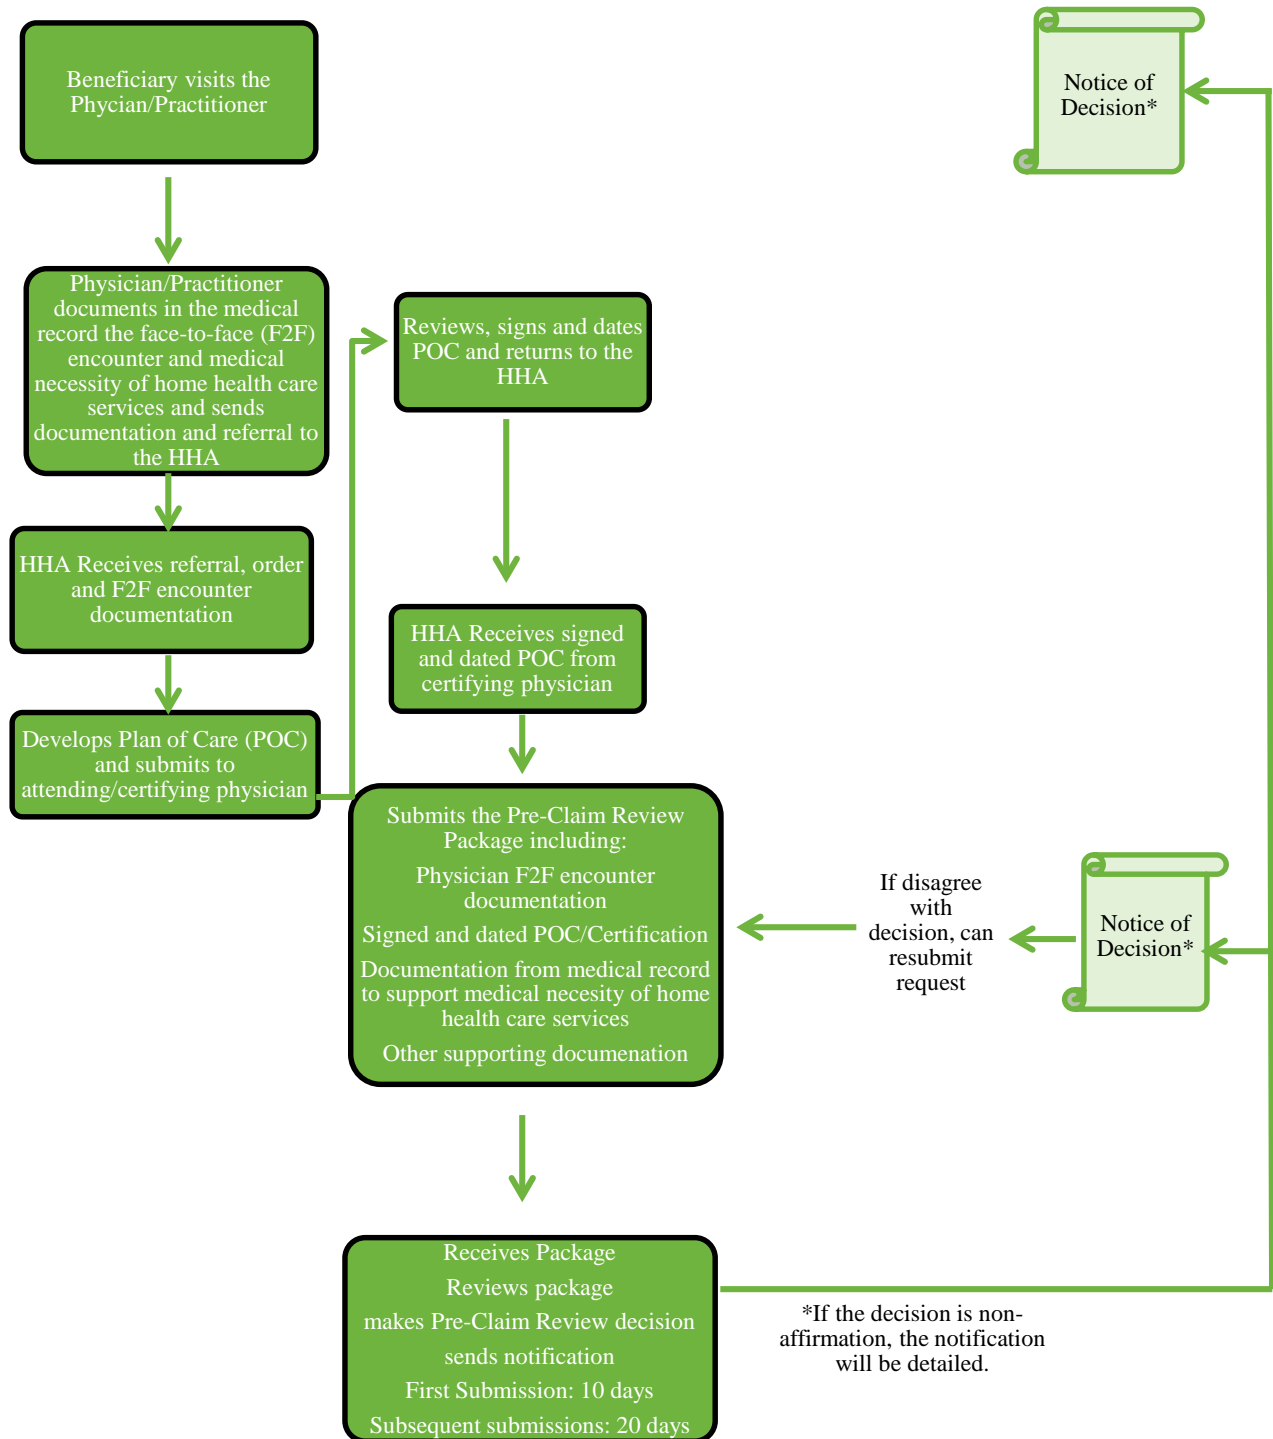 Beneficiary visits the
Phycian/Practitioner
Physician/Practitioner
documents in the medical
record the face-to-face (F2F)
encounter and medical
necessity of home health care
services and sends
documentation and referral to
the HHA
HHA Receives referral, order
and F2F encounter
documentation
Develops Plan of Care (POC)
and submits to
attending/certifying physician
Reviews, signs and dates
POC and returns to the
HHA
HHA Receives signed
and dated POC from
certifying physician
Submits the Pre-Claim Review
Package including:
Physician F2F encounter
documentation
Signed and dated POC/Certification
Documentation from medical record
to support medical necesity of home
health care services
Other supporting documenation
Receives Package
Reviews package
makes Pre-Claim Review decision
sends notification
First Submission: 10 days
Subsequent submissions: 20 days
Notice of
Decision*
If disagree
with
decision, can
resubmit
request
Notice of
Decision*
*If the decision is non-
affirmation, the notification
will be detailed.